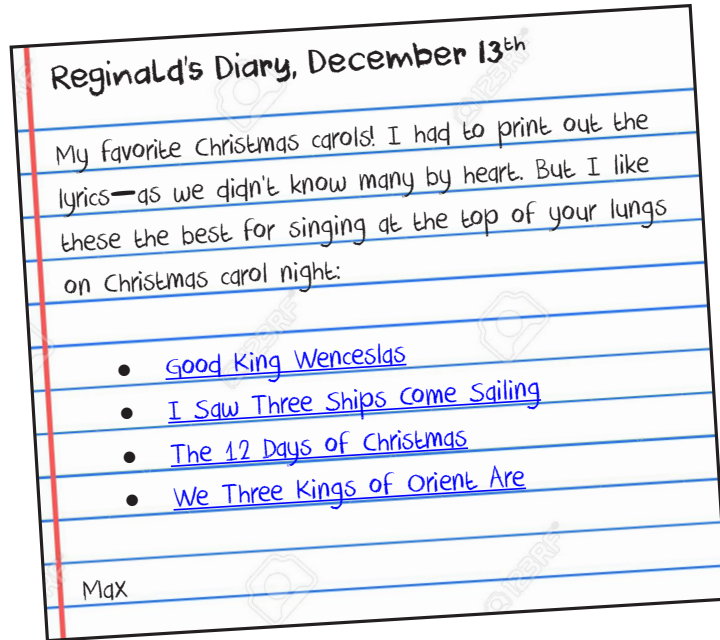 Reginald's Diary, December 13th
My favorite Christmas carols! I had to print out the
lyrics—as we didn't know many by heart. But I like
these the best for singing at the top of your lungs
on Christmas carol night:
• Good King Wenceslas
• I Saw Three Ships Come Sailing
• The 12 Days of Christmas
• We Three Kings of Orient Are
Max
123RF
123RF
123RF